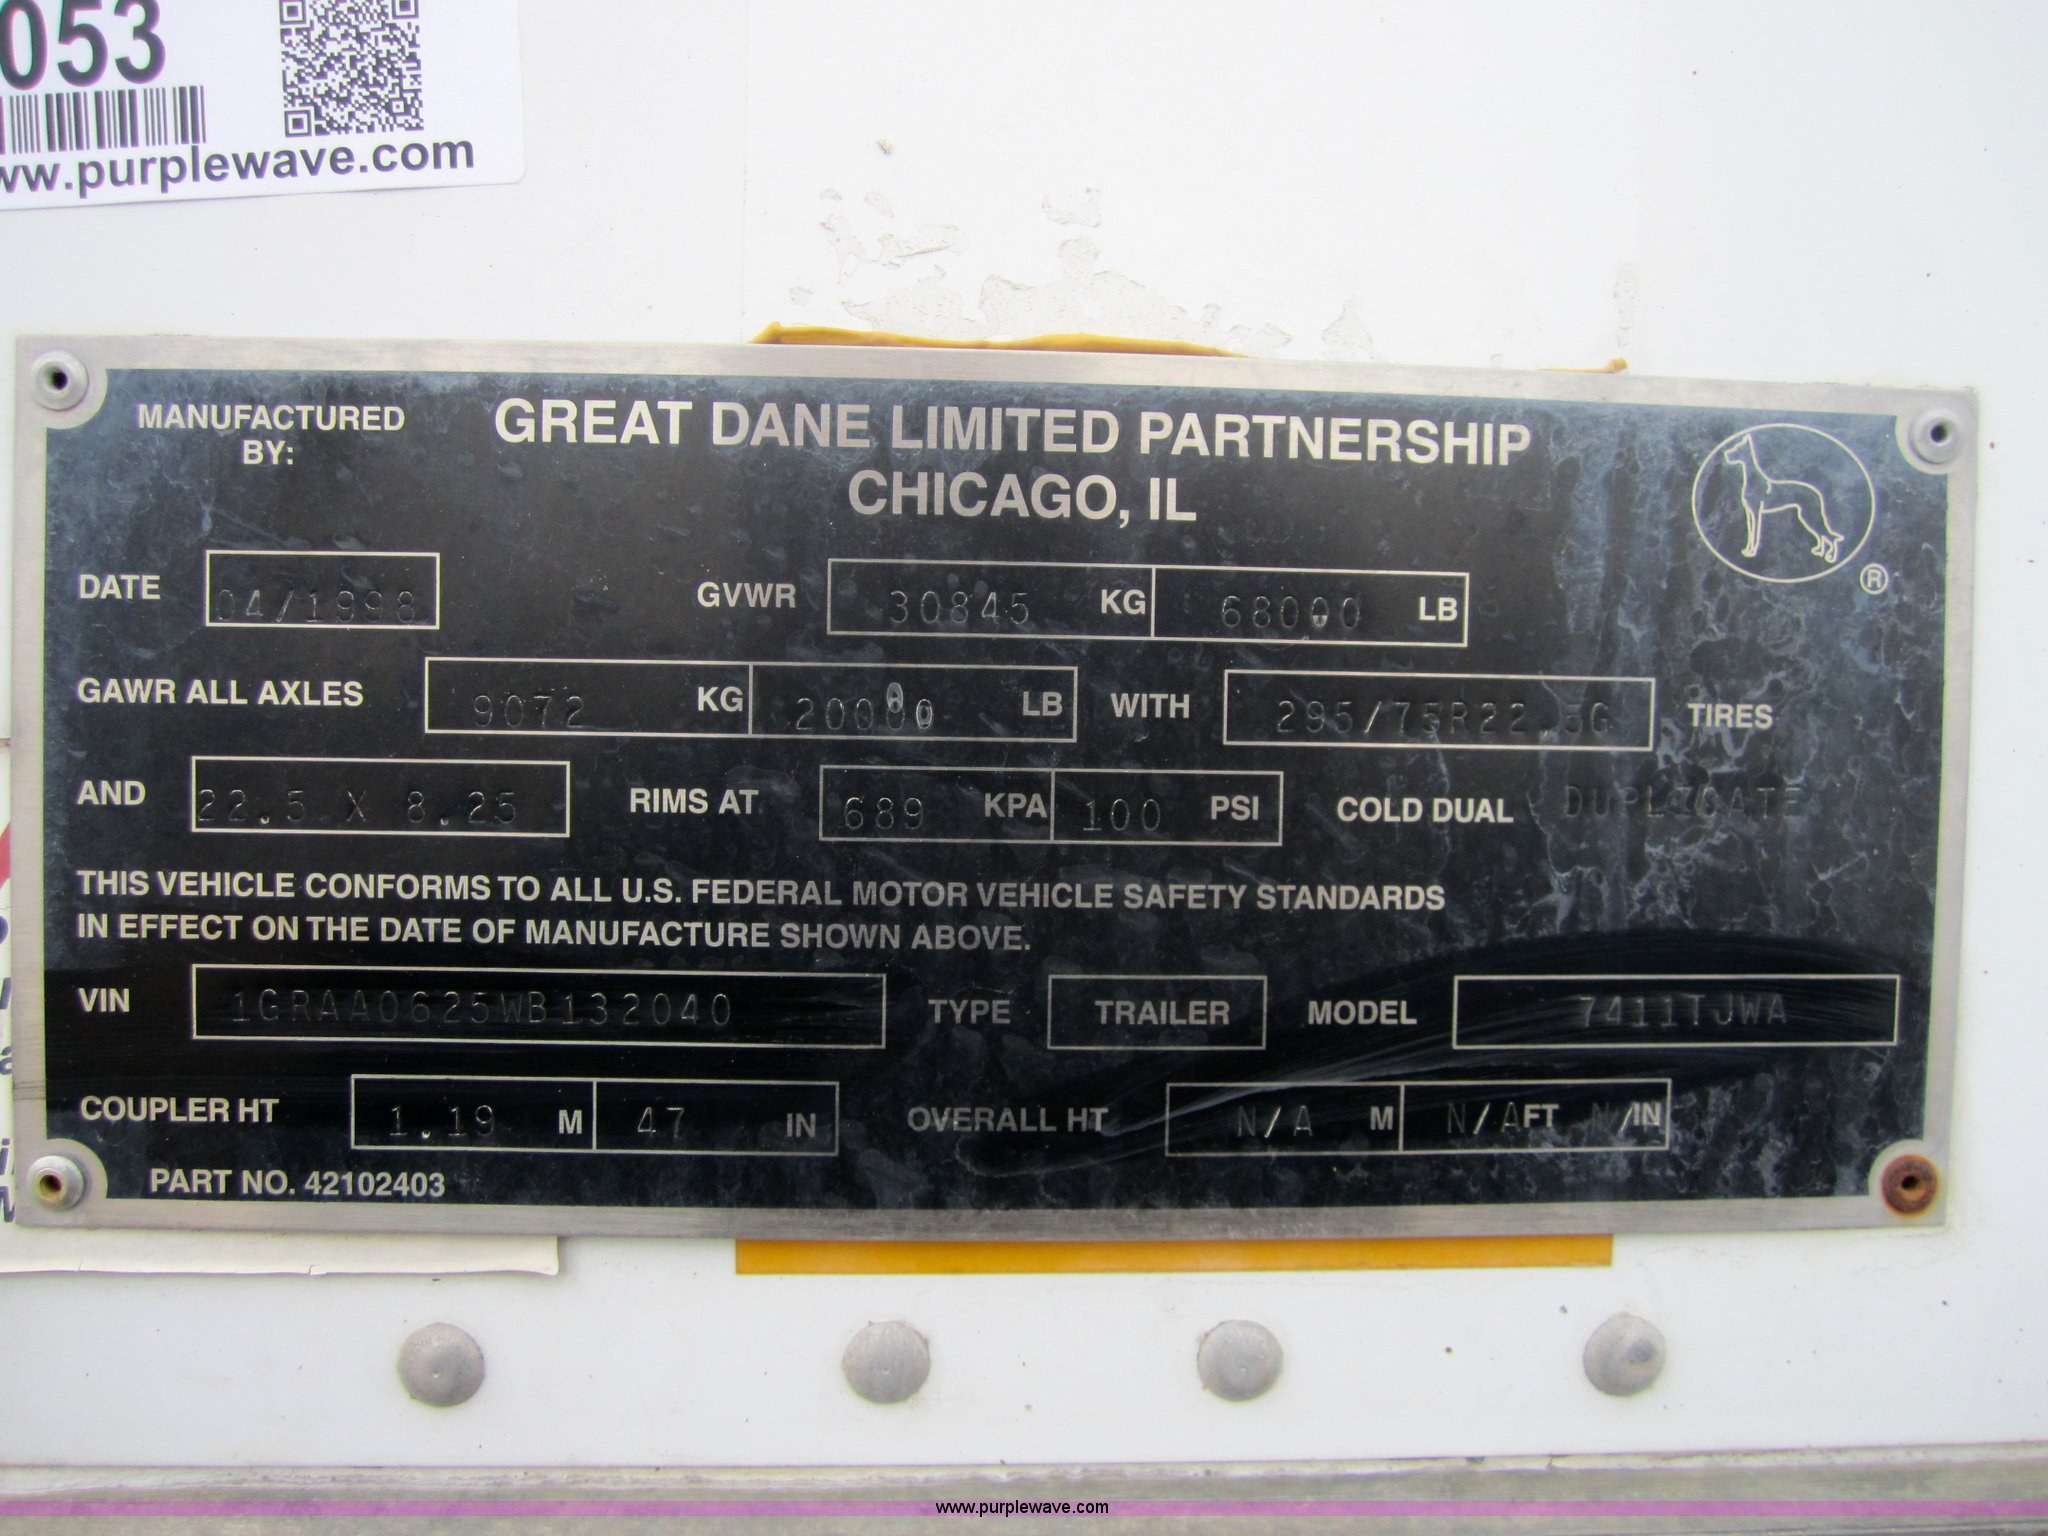 053
www.purplewave.com
MANUFACTURED BY:
GREAT DANE LIMITED PARTNERSHIP
CHICAGO, IL
®
DATE 04/1998 GVWR 30845 KG 68000 LB
GAWR ALL AXLES 9072 KG 20000 LB WITH 295/75R22.5G TIRES
AND 22.5 X 8.25 RIMS AT 689 KPA 100 PSI COLD DUAL DUPLICATE
THIS VEHICLE CONFORMS TO ALL U.S. FEDERAL MOTOR VEHICLE SAFETY STANDARDS
IN EFFECT ON THE DATE OF MANUFACTURE SHOWN ABOVE.
VIN 1GRAA0625WB132040 TYPE TRAILER MODEL 7411TJWA
COUPLER HT 1.19 M 47 IN OVERALL HT N/A M N/A FT N/ IN
PART NO. 42102403
www.purplewave.com